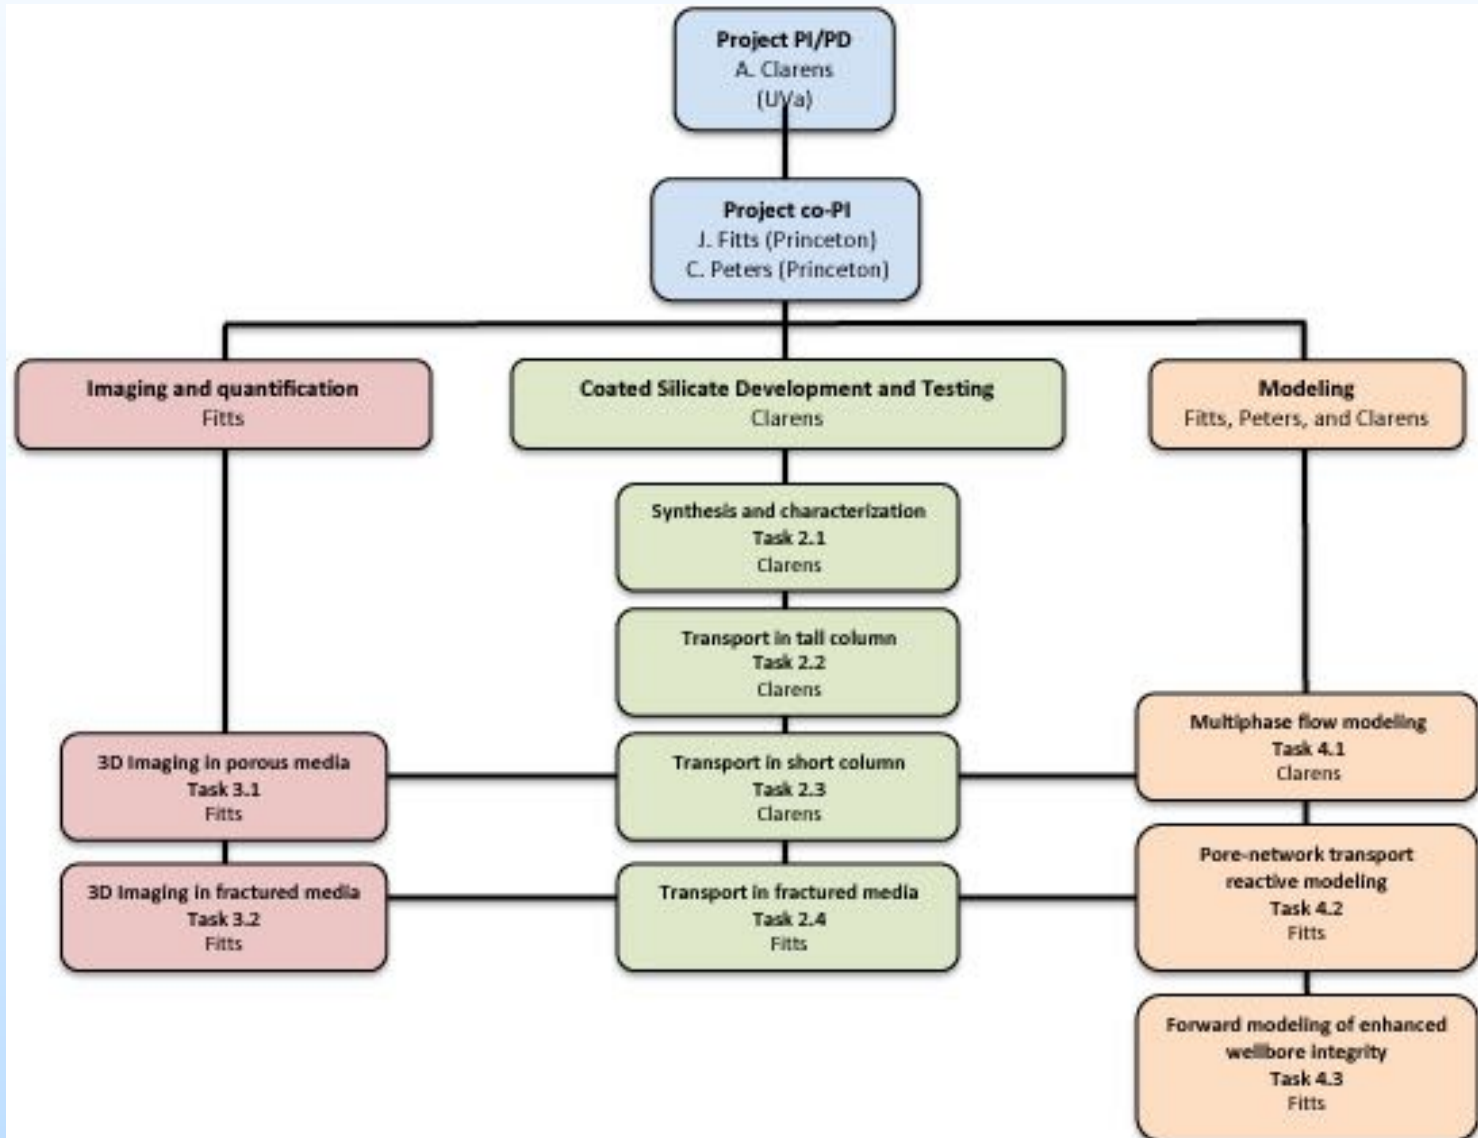 Project PI/PD
A. Clarens
(UVa)
Project co-PI
J. Fitts (Princeton)
C. Peters (Princeton)
Imaging and quantification
Fitts
Coated Silicate Development and Testing
Clarens
Modeling
Fitts, Peters, and Clarens
Synthesis and characterization
Task 2.1
Clarens
Transport in tall column
Task 2.2
Clarens
3D Imaging in porous media
Task 3.1
Fitts
Transport in short column
Task 2.3
Clarens
Multiphase flow modeling
Task 4.1
Clarens
3D Imaging in fractured media
Task 3.2
Fitts
Transport in fractured media
Task 2.4
Fitts
Pore-network transport
reactive modeling
Task 4.2
Fitts
Forward modeling of enhanced
wellbore integrity
Task 4.3
Fitts